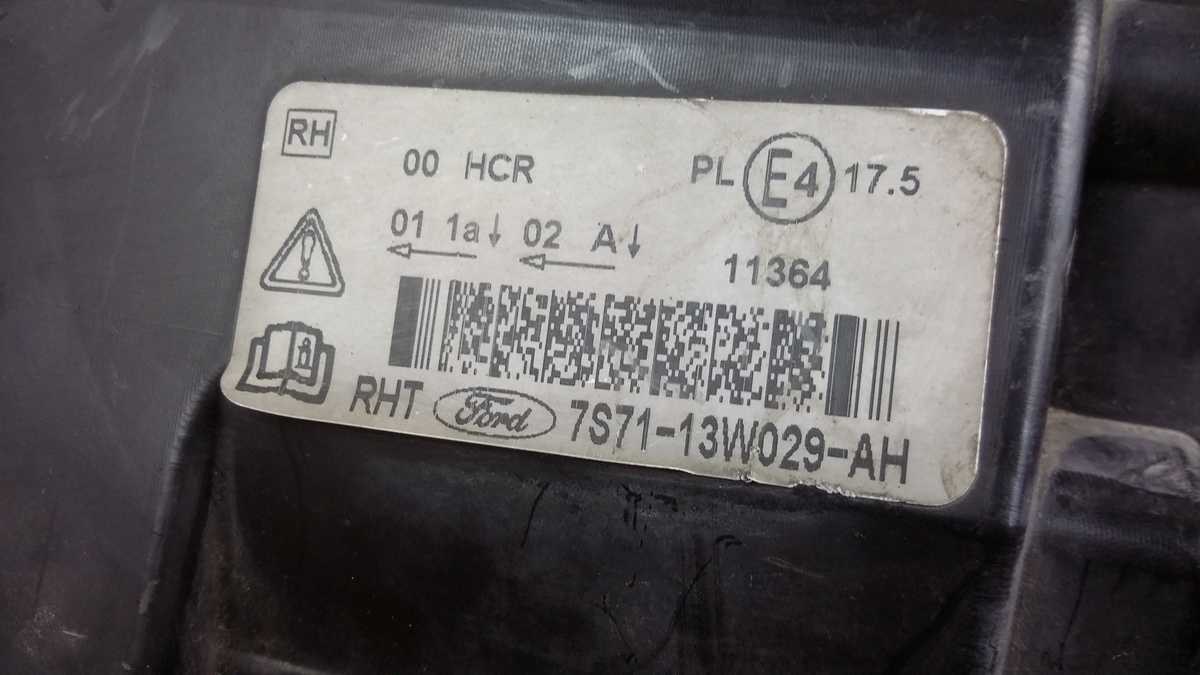 RH
00 HCR PL E4 17.5
01 1a↓ 02 A↓
11364
RHT Ford 7S71-13W029-AH